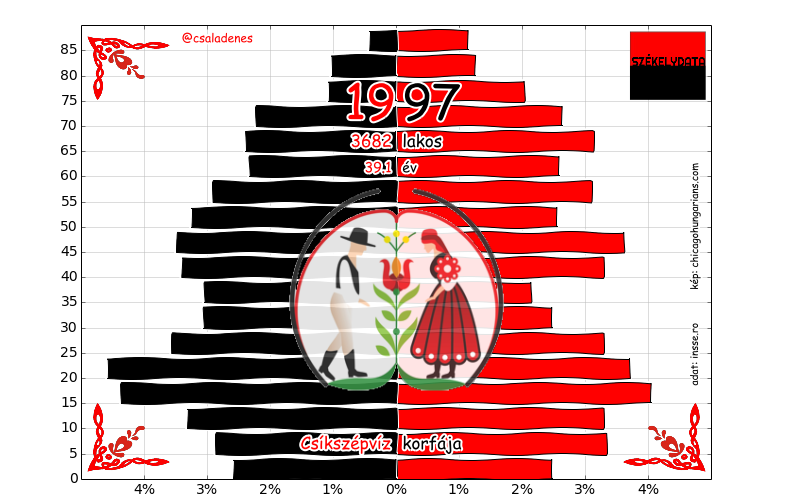 @csaladenes
SZÉKELYDATA
1997
3682 lakos
39.1 év
kép: chicagohungarians.com
adat: insse.ro
Csíkszépvíz korfája
85
80
75
70
65
60
55
50
45
40
35
30
25
20
15
10
5
0
4% 3% 2% 1% 0% 1% 2% 3% 4%